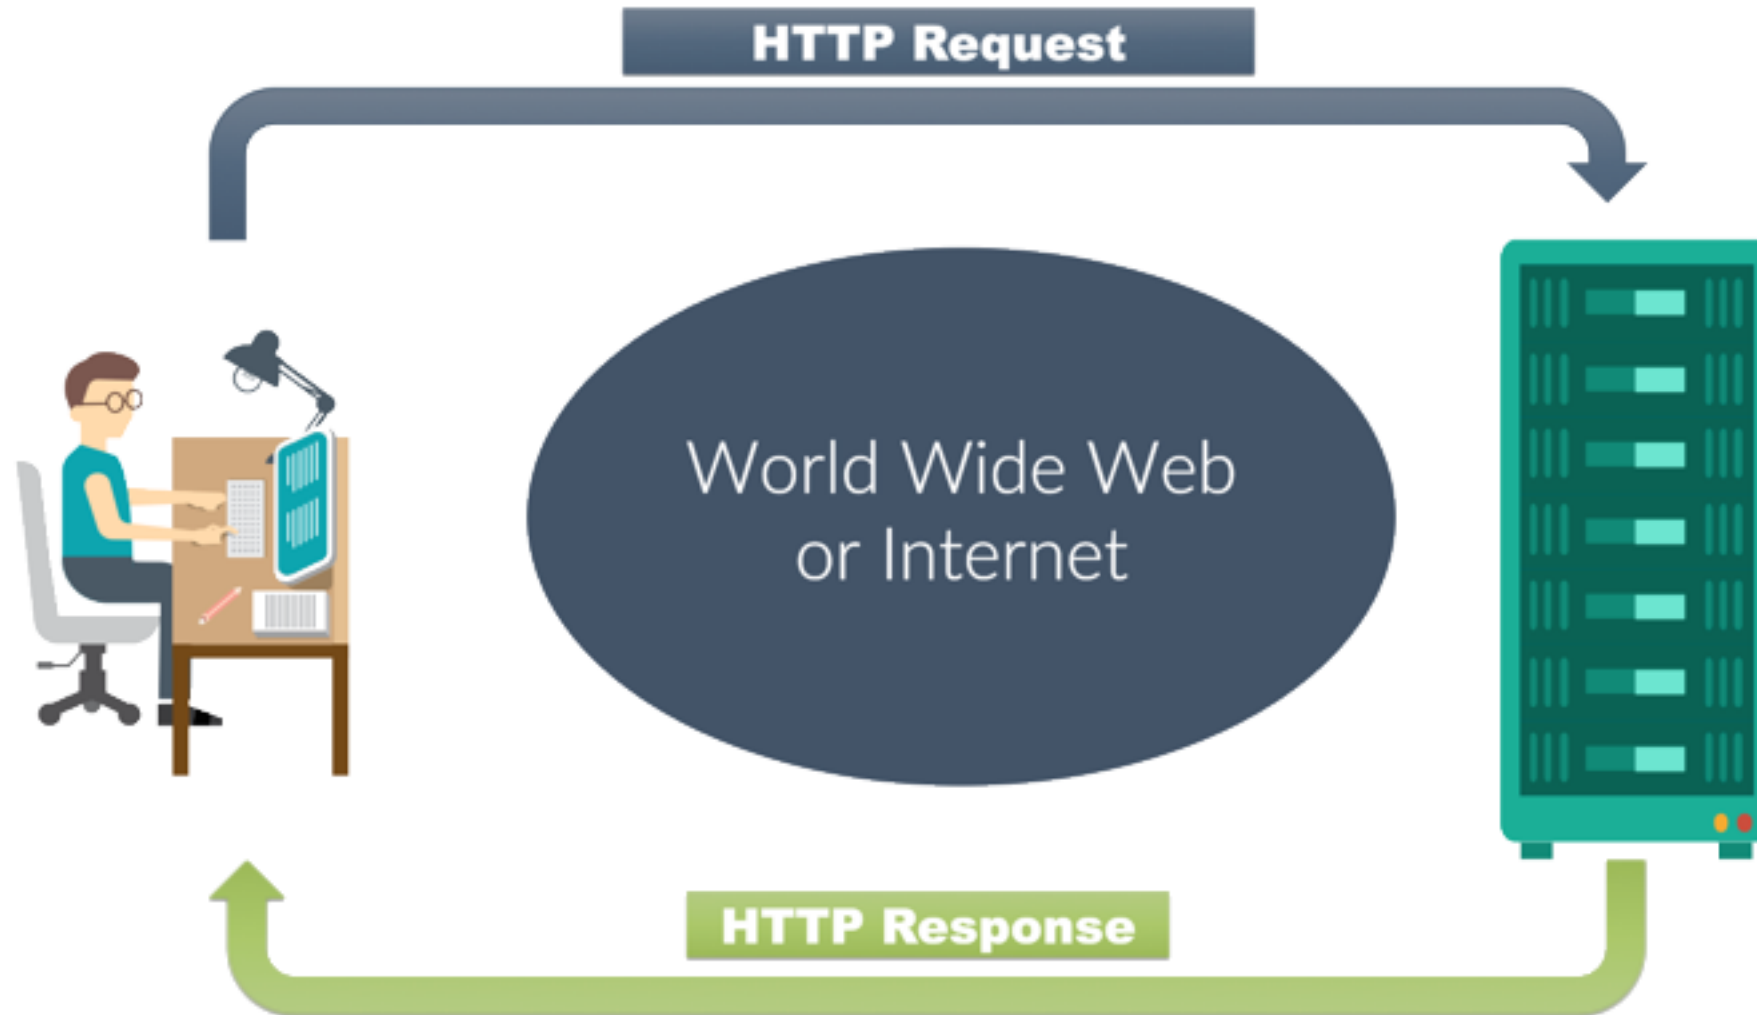 HTTP Request
World Wide Web
or Internet
HTTP Response